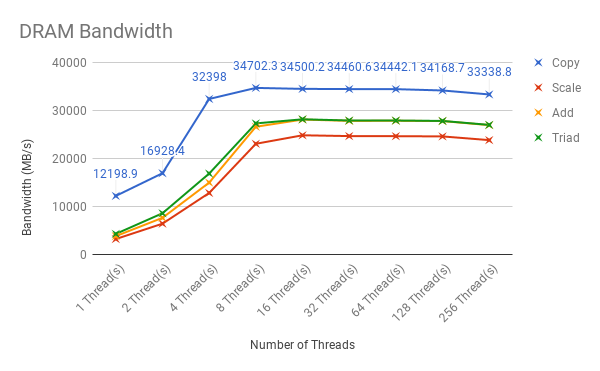 DRAM Bandwidth
40000
30000
20000
10000
0
Bandwidth (MB/s)
12198.9
16928.4
32398
34702.3
34500.2
34460.6
34442.1
34168.7
33338.8
Copy
Scale
Add
Triad
1 Thread(s)
2 Thread(s)
4 Thread(s)
8 Thread(s)
16 Thread(s)
32 Thread(s)
64 Thread(s)
128 Thread(s)
256 Thread(s)
Number of Threads